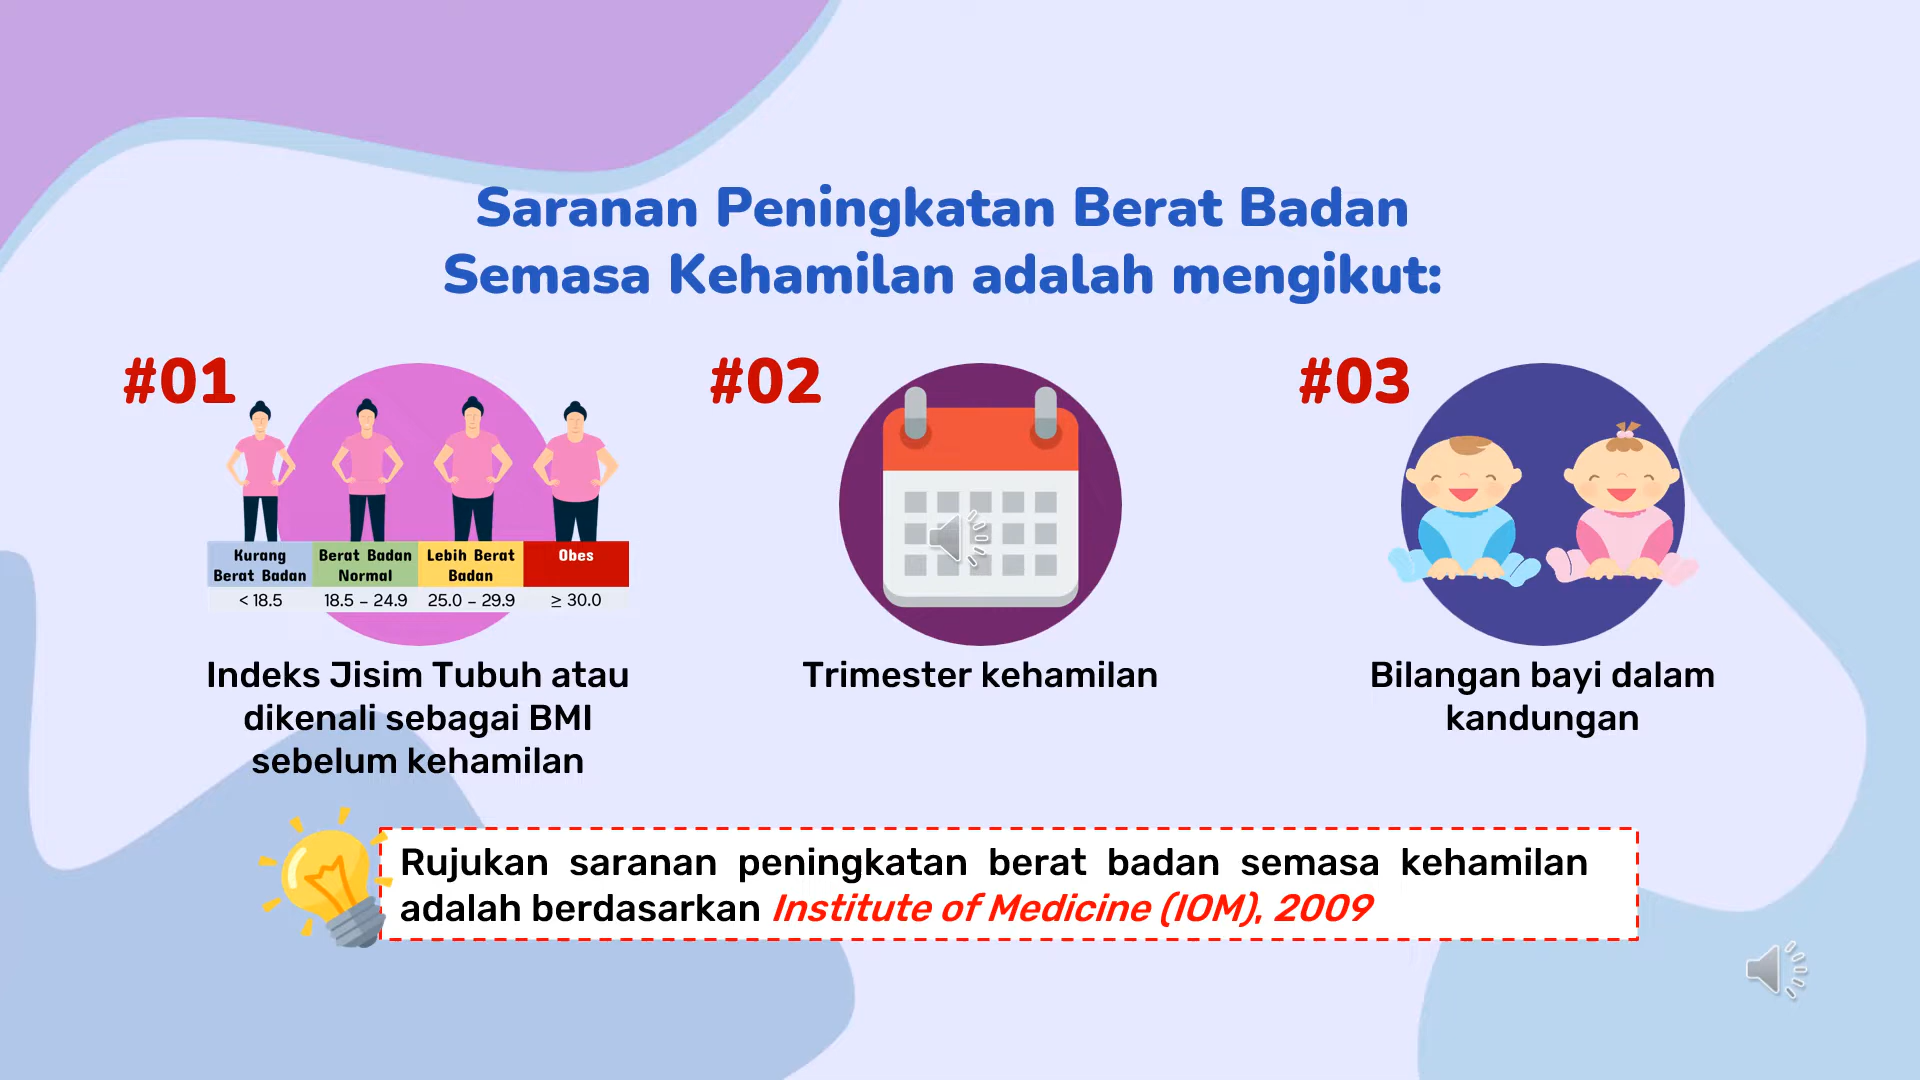 Saranan Peningkatan Berat Badan
Semasa Kehamilan adalah mengikut:
#01
Kurang
Berat Badan
Berat Badan
Normal
Lebih Berat
Badan
Obes
< 18.5
18.5 – 24.9
25.0 – 29.9
≥ 30.0
Indeks Jisim Tubuh atau
dikenali sebagai BMI
sebelum kehamilan
#02
Trimester kehamilan
#03
Bilangan bayi dalam
kandungan
Rujukan saranan peningkatan berat badan semasa kehamilan
adalah berdasarkan Institute of Medicine (IOM), 2009